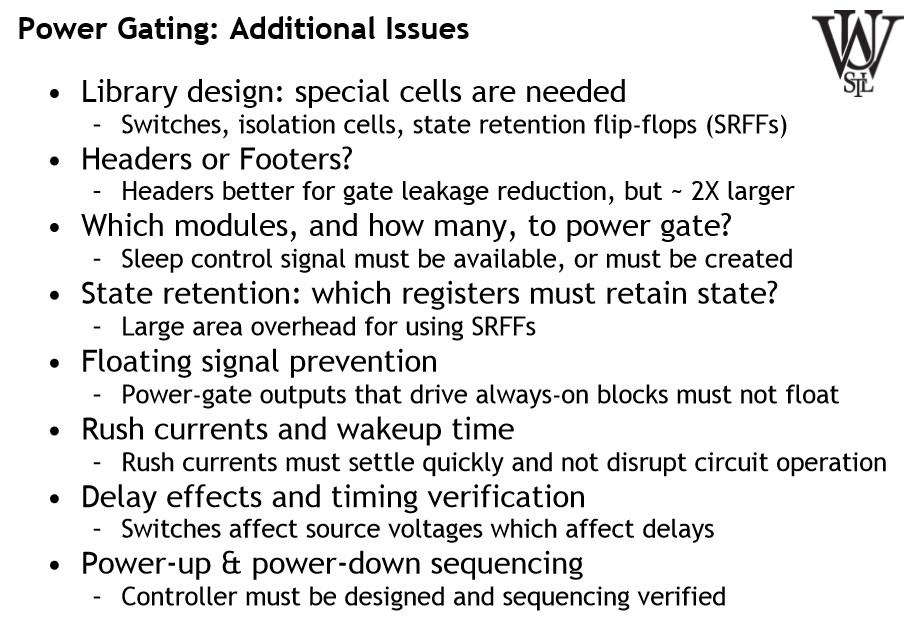 Power Gating: Additional Issues
WU
SJL
• Library design: special cells are needed
- Switches, isolation cells, state retention flip-flops (SRFFs)
• Headers or Footers?
- Headers better for gate leakage reduction, but ~ 2X larger
• Which modules, and how many, to power gate?
- Sleep control signal must be available, or must be created
• State retention: which registers must retain state?
- Large area overhead for using SRFFs
• Floating signal prevention
- Power-gate outputs that drive always-on blocks must not float
• Rush currents and wakeup time
- Rush currents must settle quickly and not disrupt circuit operation
• Delay effects and timing verification
- Switches affect source voltages which affect delays
• Power-up & power-down sequencing
- Controller must be designed and sequencing verified